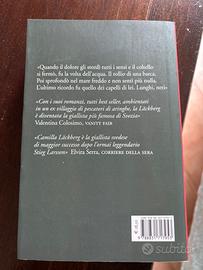 «Quando il dolore gli stordì tutti i sensi e il coltello
si fermò, fu la volta dell'acqua. Il rollio di una barca.
Poi sprofondò nel mare freddo e non sentì più nulla.
L'ultimo ricordo fu quello dei capelli di lei. Lunghi, neri»
«Con i suoi romanzi, tutti best seller, ambientati
in un ex villaggio di pescatori di aringhe, la Läckberg
è diventata la giallista più famosa di Svezia»
Valentina Colosimo, VANITY FAIR
«Camilla Läckberg è la giallista svedese
di maggior successo dopo l'ormai leggendario
Stieg Larsson» Elvira Serra, CORRIERE DELLA SERA
subito